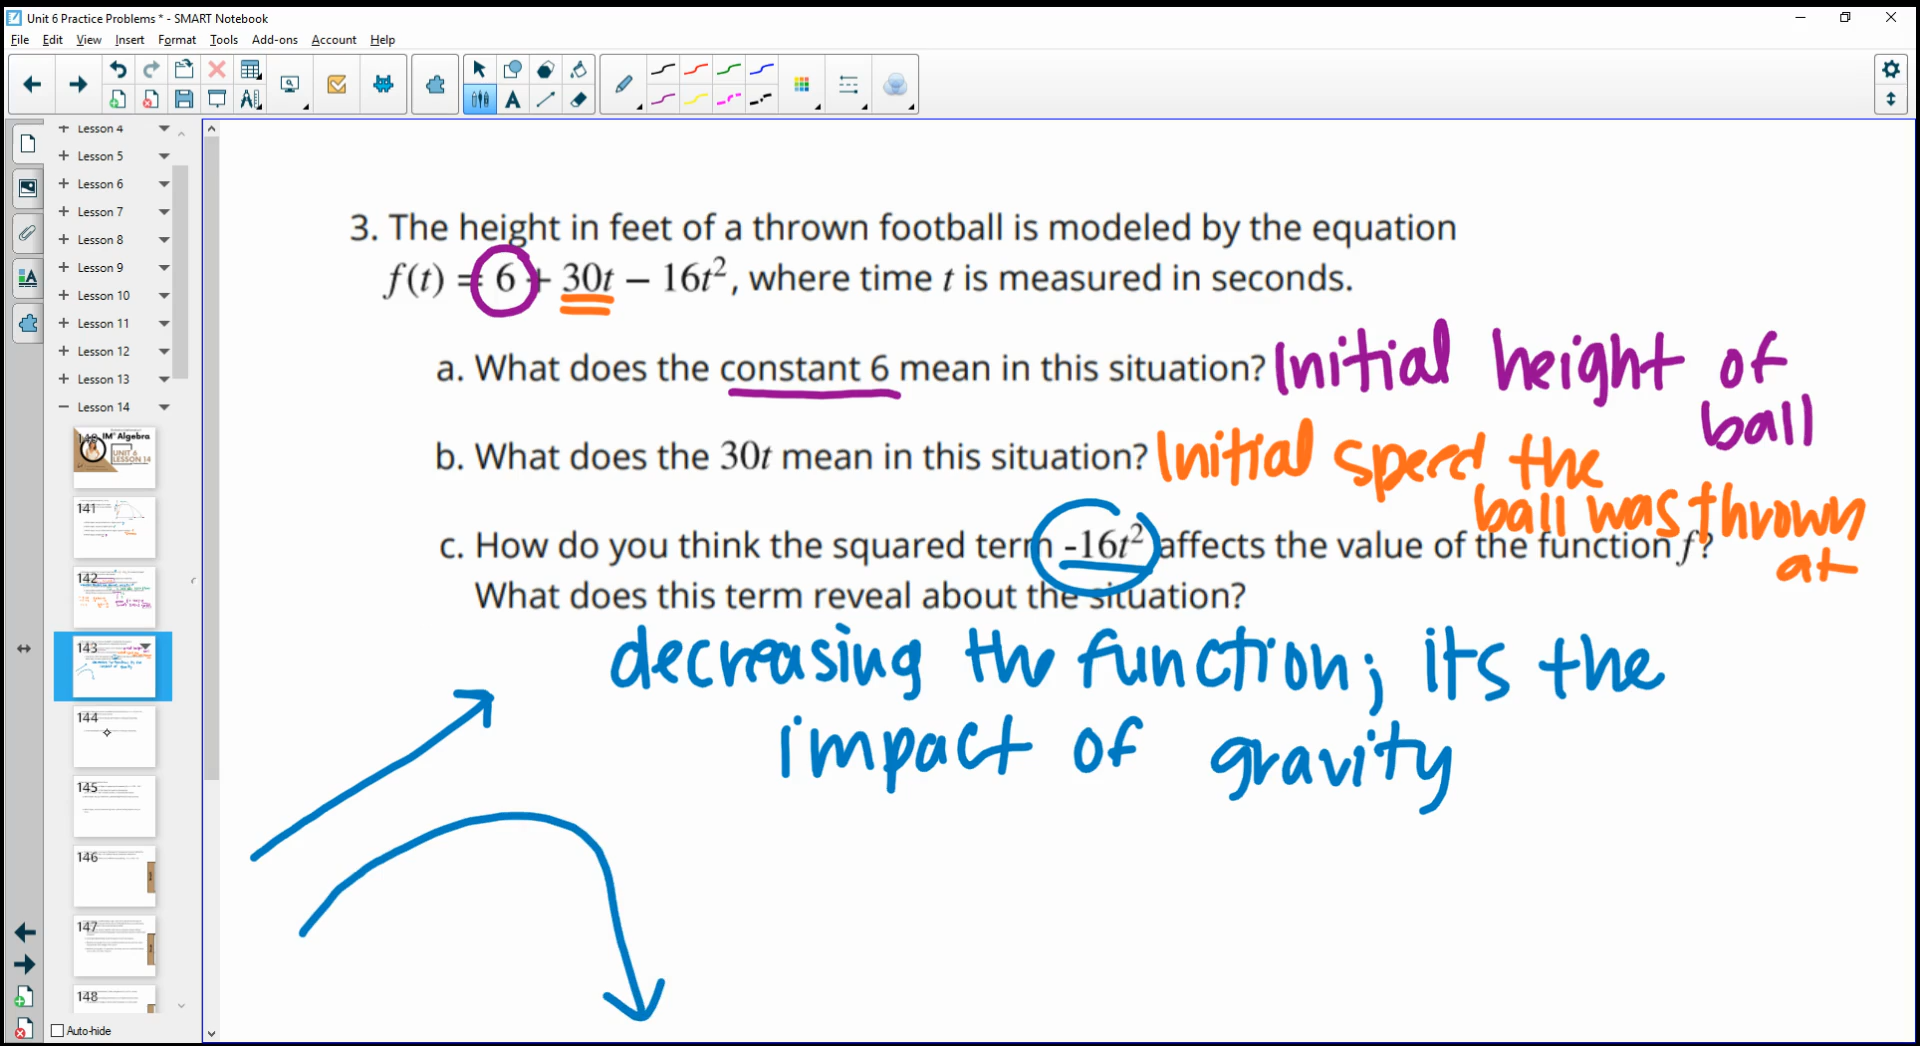 Unit 6 Practice Problems * - SMART Notebook
File Edit View Insert Format Tools Add-ons Account Help
Lesson 4
Lesson 5
Lesson 6
Lesson 7
Lesson 8
Lesson 9
Lesson 10
Lesson 11
Lesson 12
Lesson 13
Lesson 14
IM® Algebra
UNIT 6
LESSON 14
141
142
143
144
145
146
147
148
Auto-hide
3. The height in feet of a thrown football is modeled by the equation
f(t) = 6 + 30t − 16t², where time t is measured in seconds.
a. What does the constant 6 mean in this situation? Initial height of
ball
b. What does the 30t mean in this situation? Initial speed the
ball was thrown
at
c. How do you think the squared term -16t² affects the value of the function f?
What does this term reveal about the situation?
decreasing the function; its the
impact of gravity